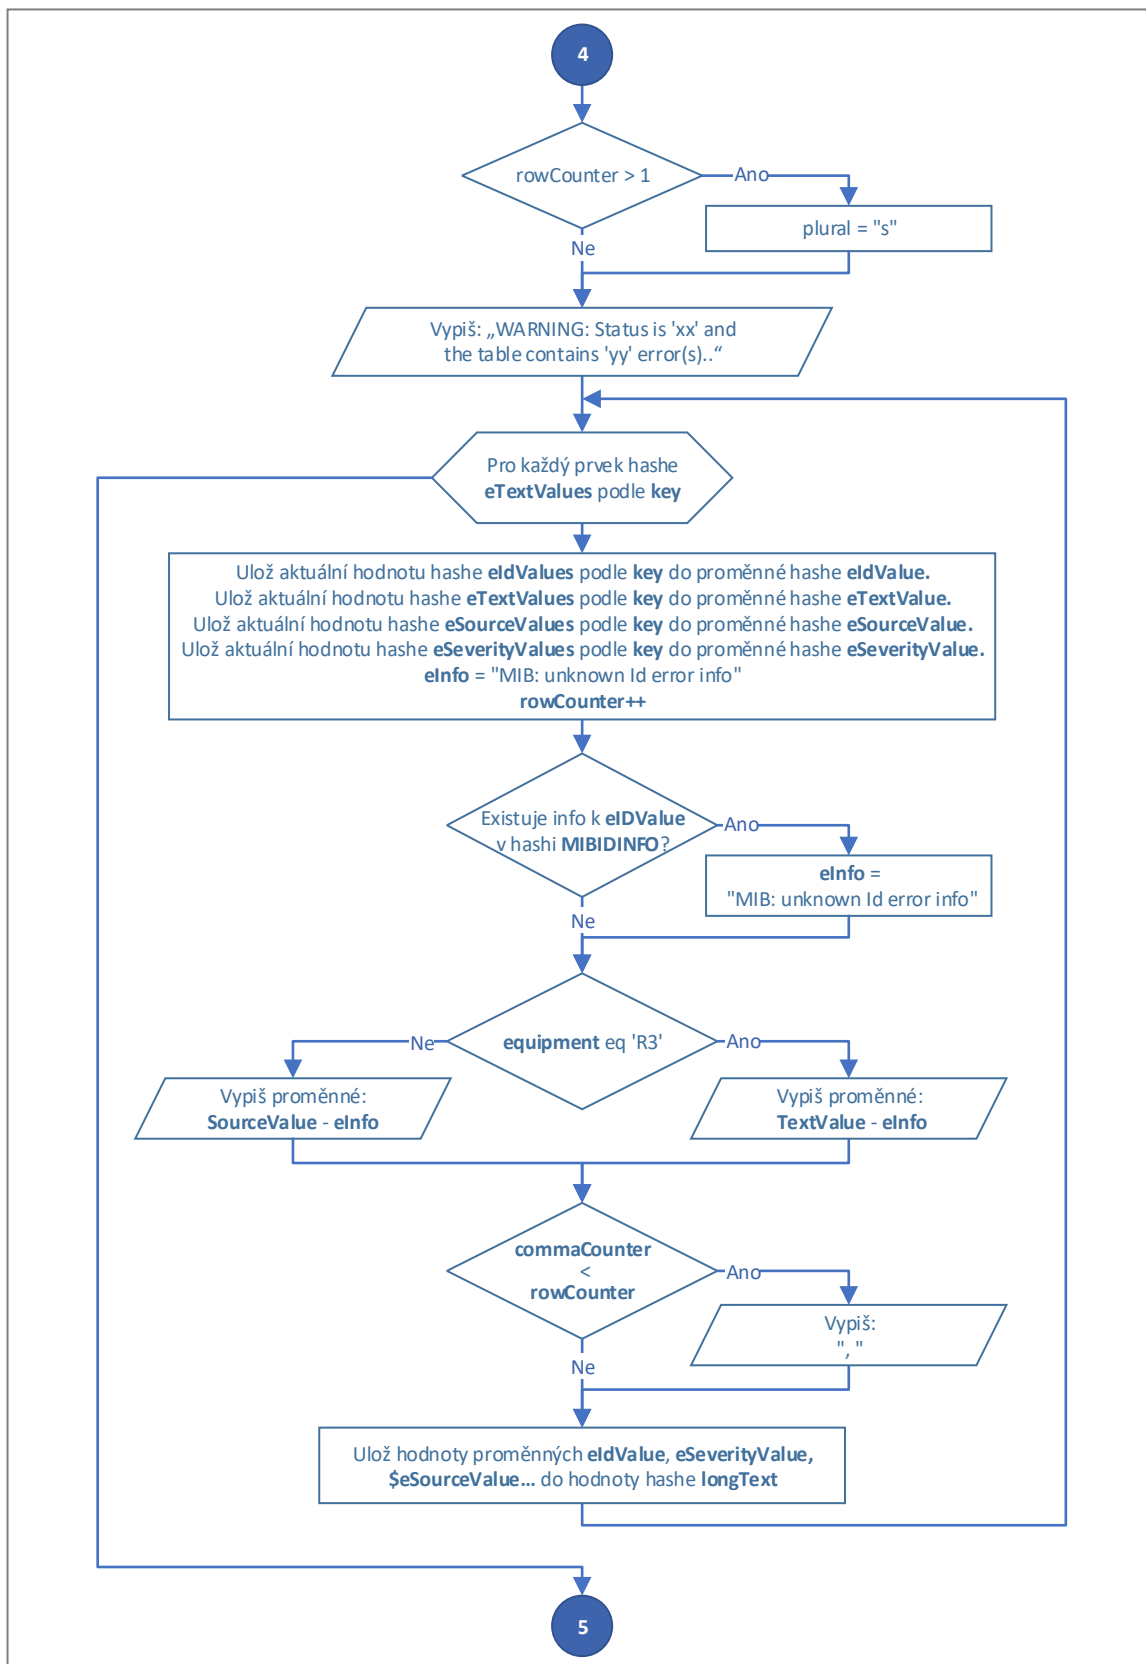 4
rowCounter > 1
Ano
plural = "s"
Ne
Vypiš: „WARNING: Status is 'xx' and
the table contains 'yy' error(s)..“
Pro každý prvek hashe
eTextValues podle key
Ulož aktuální hodnotu hashe eIdValues podle key do proměnné hashe eIdValue.
Ulož aktuální hodnotu hashe eTextValues podle key do proměnné hashe eTextValue.
Ulož aktuální hodnotu hashe eSourceValues podle key do proměnné hashe eSourceValue.
Ulož aktuální hodnotu hashe eSeverityValues podle key do proměnné hashe eSeverityValue.
eInfo = "MIB: unknown Id error info"
rowCounter++
Existuje info k eIDValue
v hashi MIBIDINFO?
Ano
eInfo =
"MIB: unknown Id error info"
Ne
equipment eq 'R3'
Ne
Ano
Vypiš proměnné:
SourceValue - eInfo
Vypiš proměnné:
TextValue - eInfo
commaCounter
<
rowCounter
Ano
Vypiš:
", "
Ne
Ulož hodnoty proměnných eIdValue, eSeverityValue,
$eSourceValue... do hodnoty hashe longText
5